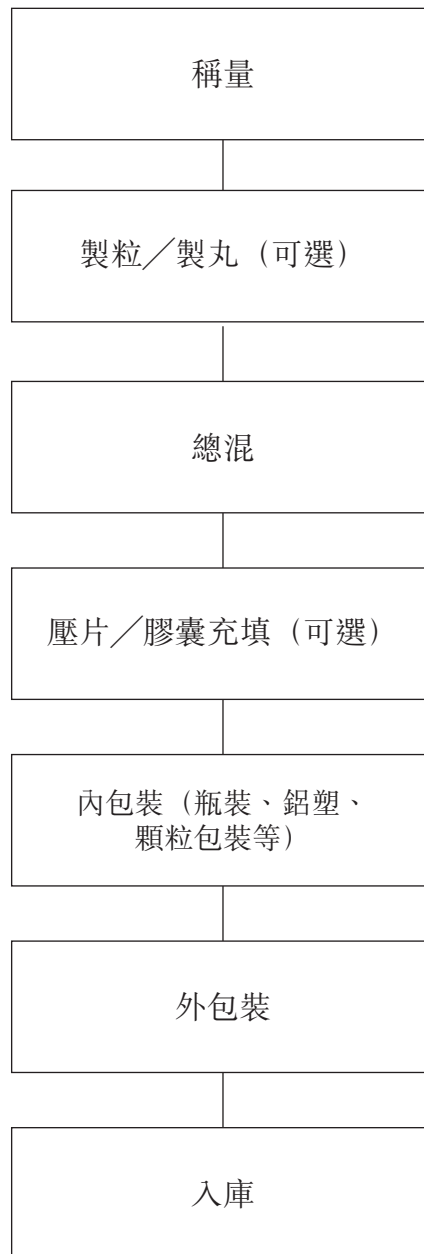 稱量
製粒／製丸（可選）
總混
壓片／膠囊充填（可選）
內包裝（瓶裝、鋁塑、
顆粒包裝等）
外包裝
入庫